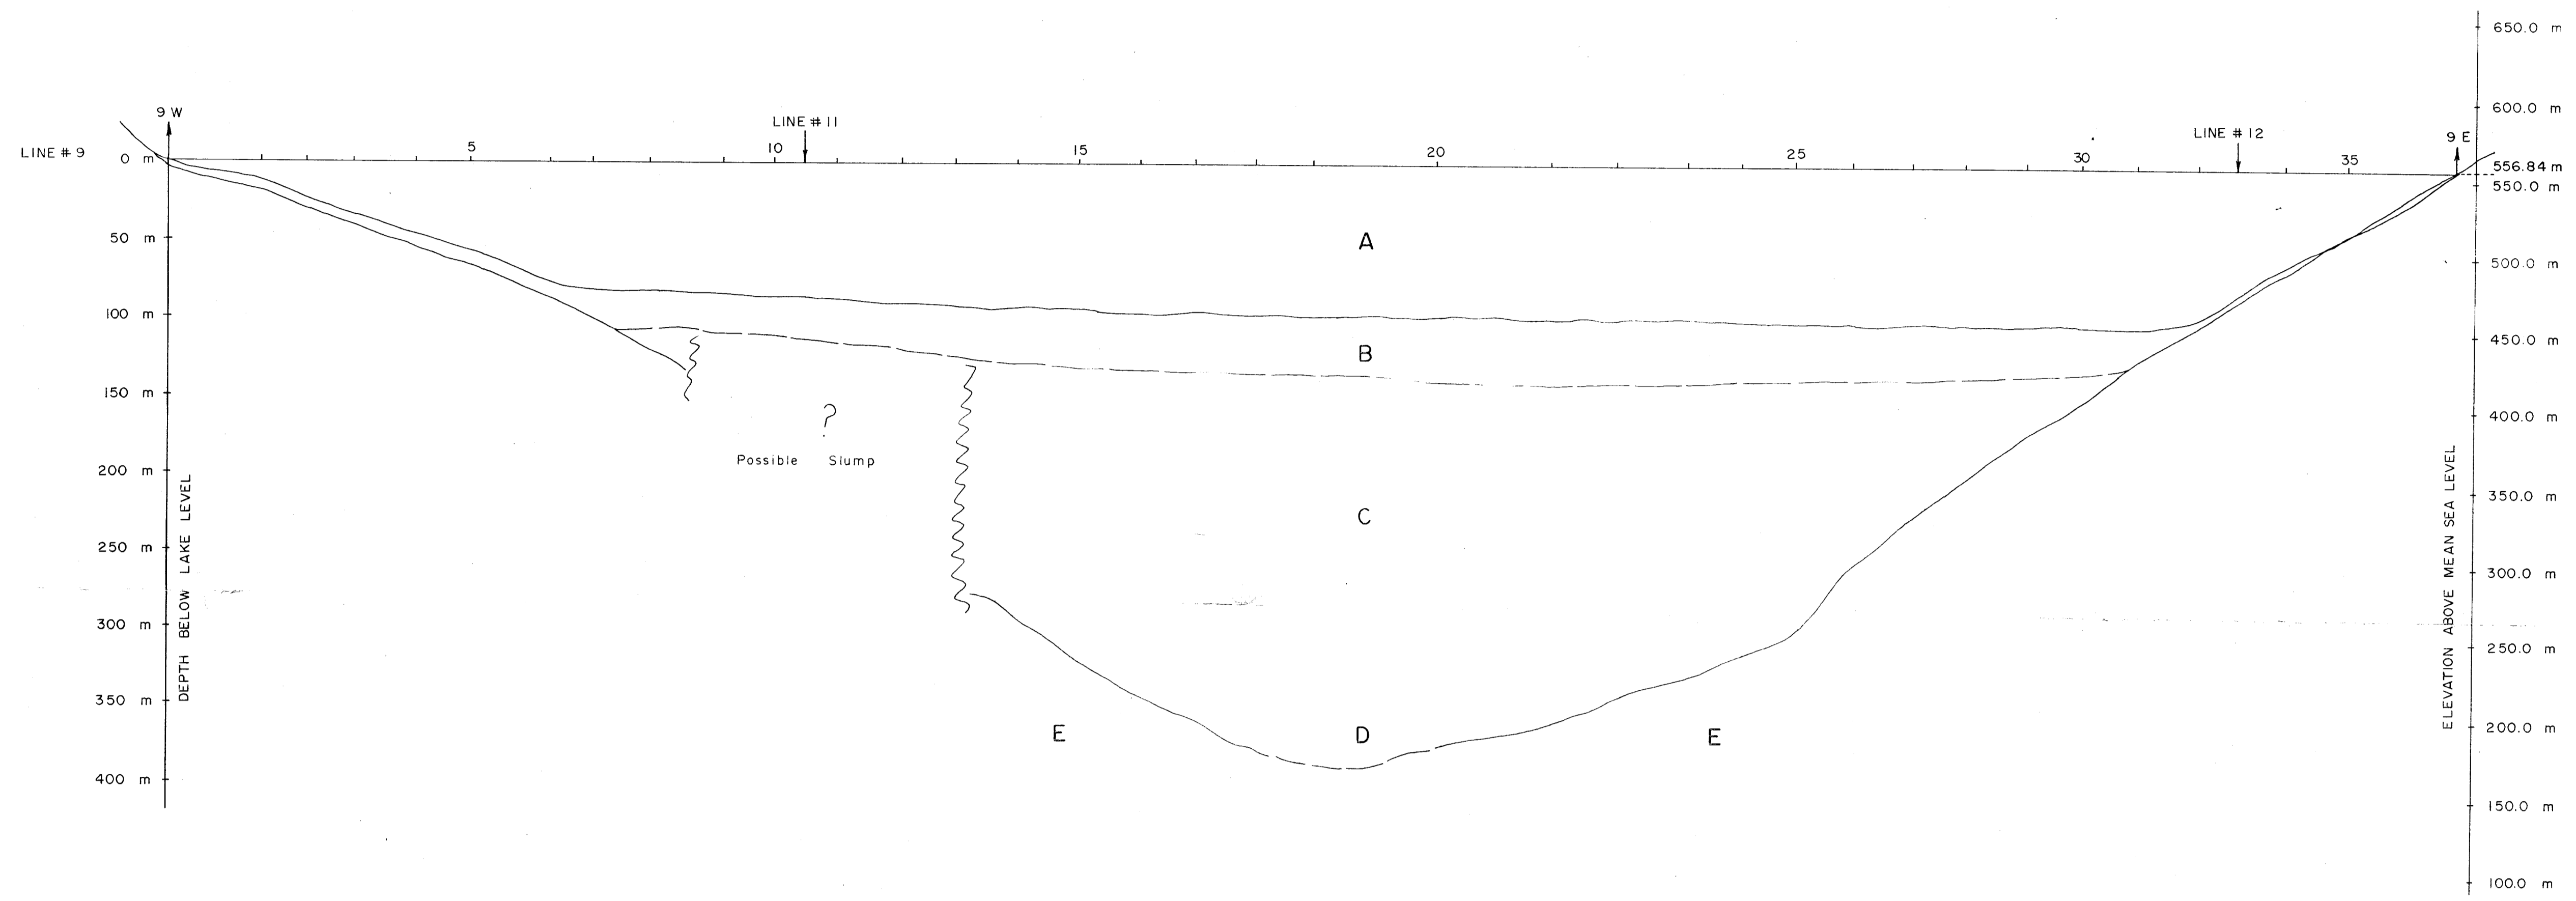 650.0 m
600.0 m
9 W
LINE # 11
LINE # 12
9 E
LINE # 9
0 m
5
10
15
20
25
30
35
556.84 m
550.0 m
50 m
A
500.0 m
100 m
B
450.0 m
150 m
?
400.0 m
Possible Slump
200 m
C
350.0 m
250 m
300.0 m
300 m
250.0 m
350 m
DEPTH BELOW LAKE LEVEL
ELEVATION ABOVE MEAN SEA LEVEL
E
D
E
200.0 m
400 m
150.0 m
100.0 m